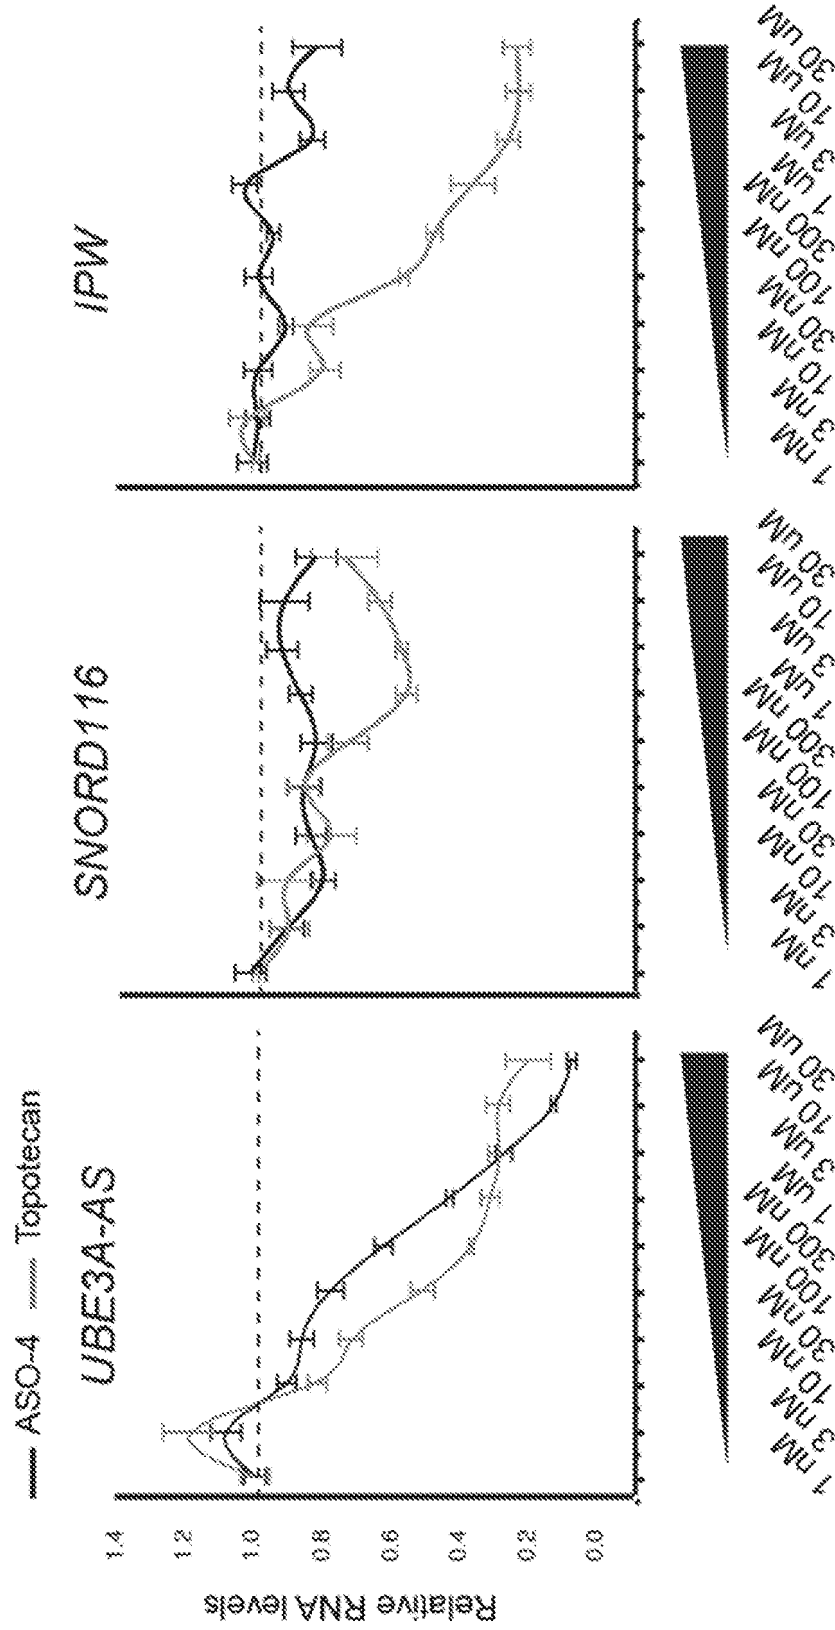 ASO-4 Topotecan
UBE3A-AS
SNORD116
IPW
Relative RNA levels
1.4
1.2
1.0
0.8
0.6
0.4
0.2
0.0
1 nM
3 nM
10 nM
30 nM
100 nM
300 nM
1 uM
3 uM
10 uM
30 uM
1 nM
3 nM
10 nM
30 nM
100 nM
300 nM
1 uM
3 uM
10 uM
30 uM
1 nM
3 nM
10 nM
30 nM
100 nM
300 nM
1 uM
3 uM
10 uM
30 uM